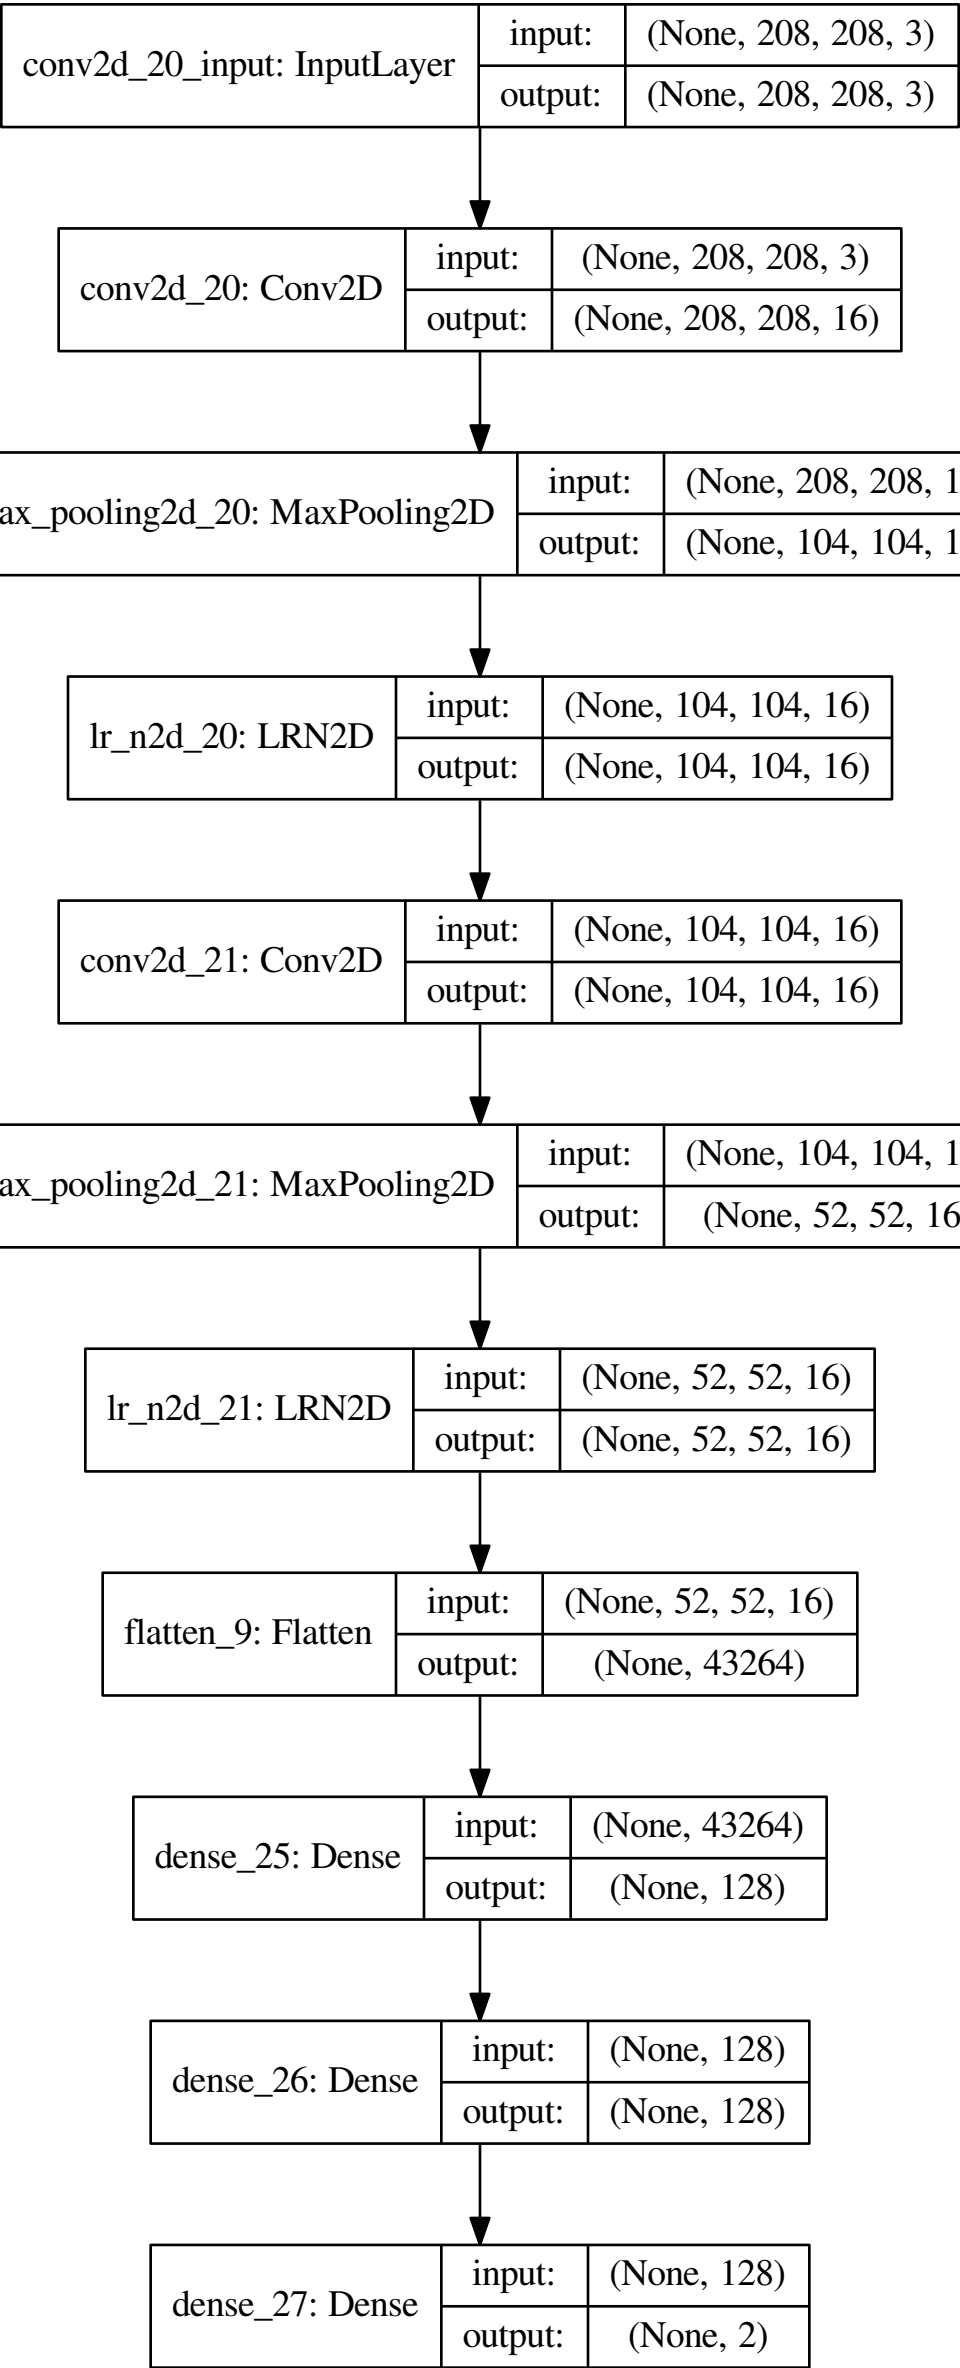 conv2d_20_input: InputLayer
input: (None, 208, 208, 3)
output: (None, 208, 208, 3)
conv2d_20: Conv2D
input: (None, 208, 208, 3)
output: (None, 208, 208, 16)
ax_pooling2d_20: MaxPooling2D
input: (None, 208, 208, 1
output: (None, 104, 104, 1
lr_n2d_20: LRN2D
input: (None, 104, 104, 16)
output: (None, 104, 104, 16)
conv2d_21: Conv2D
input: (None, 104, 104, 16)
output: (None, 104, 104, 16)
ax_pooling2d_21: MaxPooling2D
input: (None, 104, 104, 1
output: (None, 52, 52, 16
lr_n2d_21: LRN2D
input: (None, 52, 52, 16)
output: (None, 52, 52, 16)
flatten_9: Flatten
input: (None, 52, 52, 16)
output: (None, 43264)
dense_25: Dense
input: (None, 43264)
output: (None, 128)
dense_26: Dense
input: (None, 128)
output: (None, 128)
dense_27: Dense
input: (None, 128)
output: (None, 2)